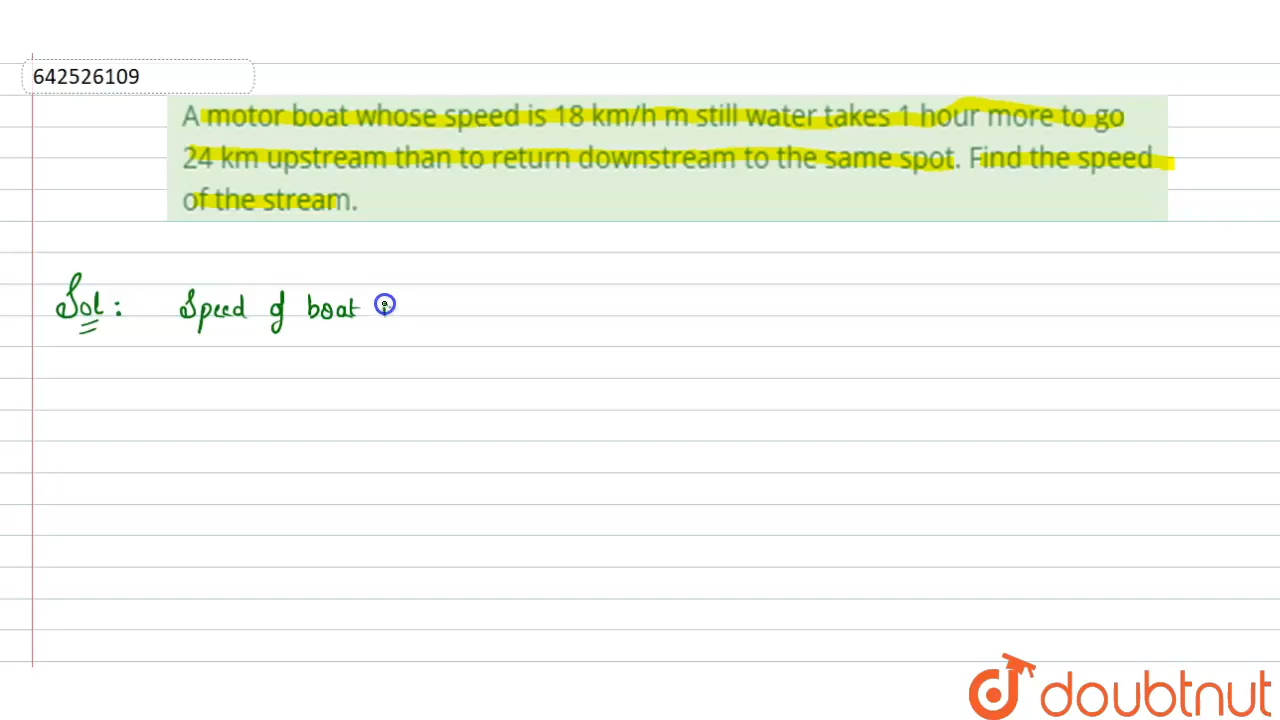 642526109
A motor boat whose speed is 18 km/h m still water takes 1 hour more to go
24 km upstream than to return downstream to the same spot. Find the speed
of the stream.
Sol: Speed of boat
doubtnut